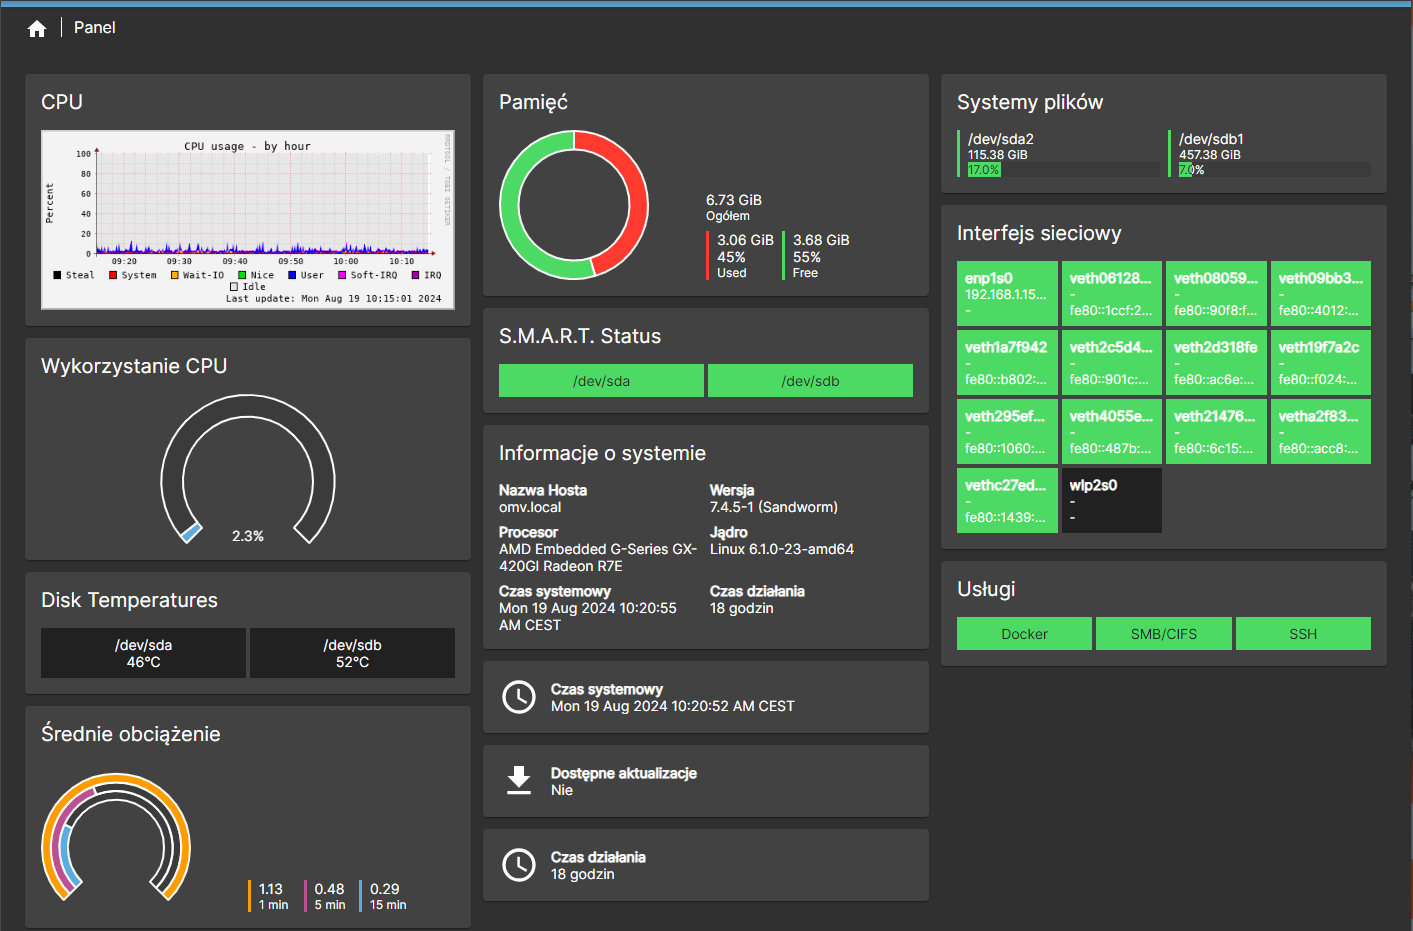 Panel
CPU
CPU usage - by hour
RRDTOOL / TOBI OETIKER
Percent
100
80
60
40
20
0
09:20 09:30 09:40 09:50 10:00 10:10
Steal System Wait-IO Nice User Soft-IRQ IRQ
Idle
Last update: Mon Aug 19 10:15:01 2024
Wykorzystanie CPU
2.3%
Disk Temperatures
/dev/sda
46°C
/dev/sdb
52°C
Średnie obciążenie
1.13
1 min
0.48
5 min
0.29
15 min
Pamięć
6.73 GiB
Ogółem
3.06 GiB
45%
Used
3.68 GiB
55%
Free
S.M.A.R.T. Status
/dev/sda
/dev/sdb
Informacje o systemie
Nazwa Hosta
omv.local
Wersja
7.4.5-1 (Sandworm)
Procesor
AMD Embedded G-Series GX-
420GI Radeon R7E
Jądro
Linux 6.1.0-23-amd64
Czas systemowy
Mon 19 Aug 2024 10:20:55
AM CEST
Czas działania
18 godzin
Czas systemowy
Mon 19 Aug 2024 10:20:52 AM CEST
Dostępne aktualizacje
Nie
Czas działania
18 godzin
Systemy plików
/dev/sda2
115.38 GiB
17.0%
/dev/sdb1
457.38 GiB
7.0%
Interfejs sieciowy
enp1s0
192.168.1.15...
-
veth06128...
-
fe80::1ccf:2...
veth08059...
-
fe80::90f8:f...
veth09bb3...
-
fe80::4012:...
veth1a7f942
-
fe80::b802:...
veth2c5d4...
-
fe80::901c:...
veth2d318fe
-
fe80::ac6e:...
veth19f7a2c
-
fe80::f024:...
veth295ef...
-
fe80::1060:...
veth4055e...
-
fe80::487b:...
veth21476...
-
fe80::6c15:...
vetha2f83...
-
fe80::acc8:...
vethc27ed...
-
fe80::1439:...
wlp2s0
-
-
Usługi
Docker
SMB/CIFS
SSH